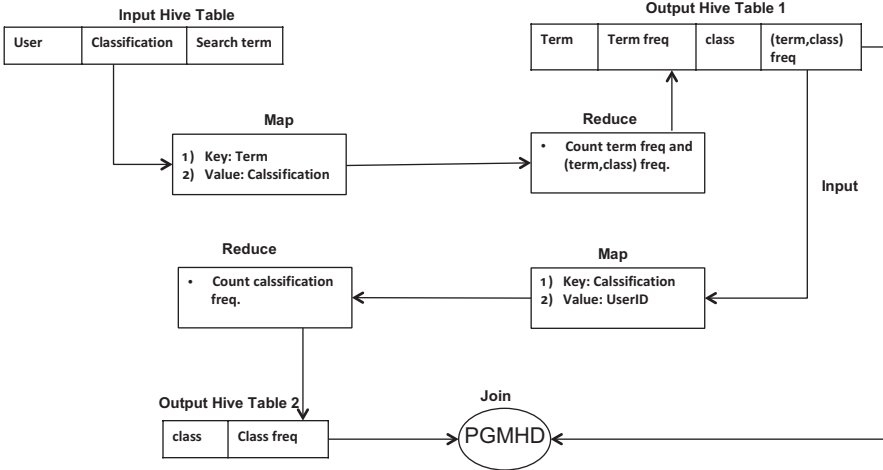 Input Hive Table
User Classification Search term
Output Hive Table 1
Term Term freq class (term,class)
freq
Map
1) Key: Term
2) Value: Calssification
Reduce
• Count term freq and
(term,class) freq.
Input
Map
1) Key: Calssification
2) Value: UserID
Reduce
• Count calssification
freq.
Output Hive Table 2
class Class freq
Join
PGMHD